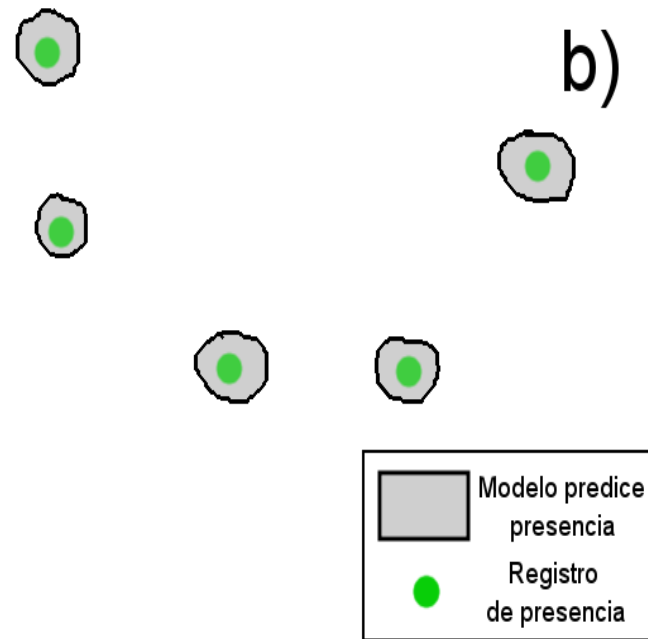 b)
Modelo predice
presencia
Registro
de presencia